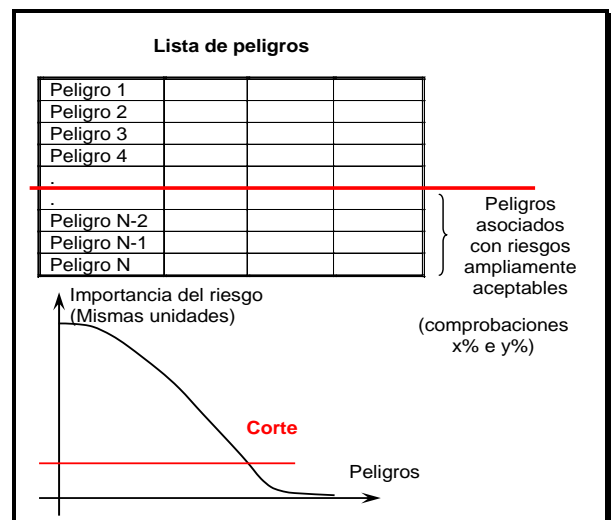 Lista de peligros
Peligro 1
Peligro 2
Peligro 3
Peligro 4
.
.
Peligro N-2
Peligro N-1
Peligro N
Peligros
asociados
con riesgos
ampliamente
aceptables
(comprobaciones
x% e y%)
Importancia del riesgo
(Mismas unidades)
Corte
Peligros